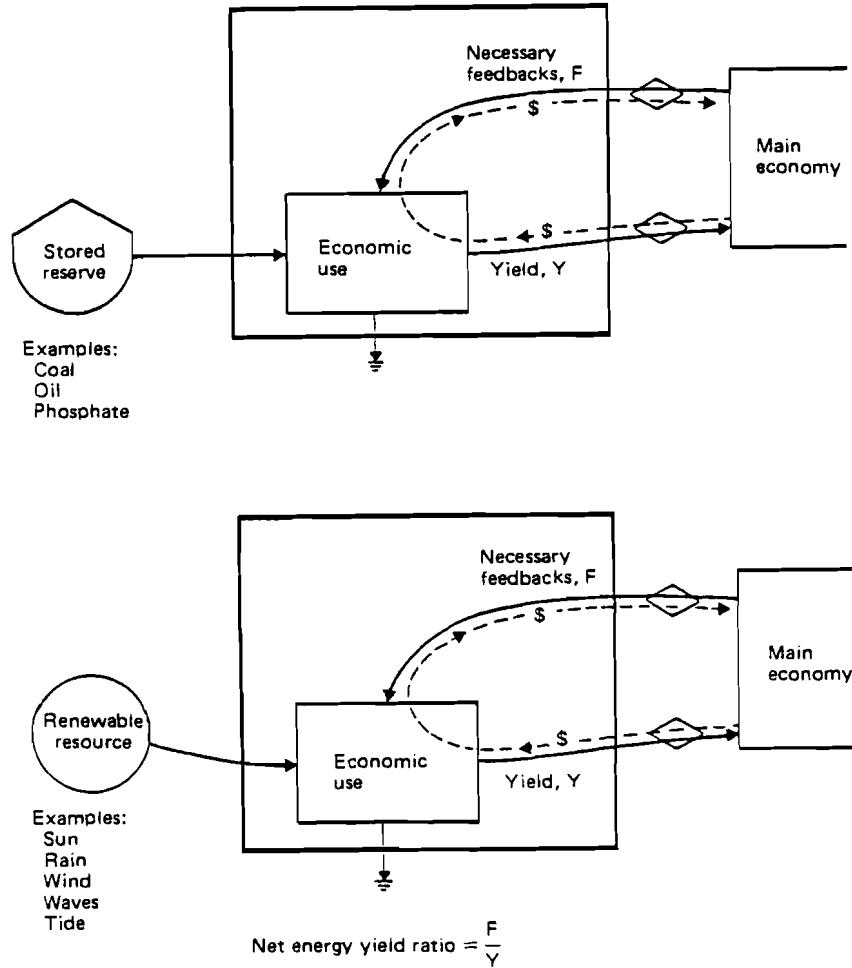 Necessary
feedbacks, F
$
Main
economy
Stored
reserve
Economic
use
$
Yield, Y
Examples:
Coal
Oil
Phosphate
Necessary
feedbacks, F
$
Main
economy
Renewable
resource
Economic
use
$
Yield, Y
Examples:
Sun
Rain
Wind
Waves
Tide
Net energy yield ratio = F/Y